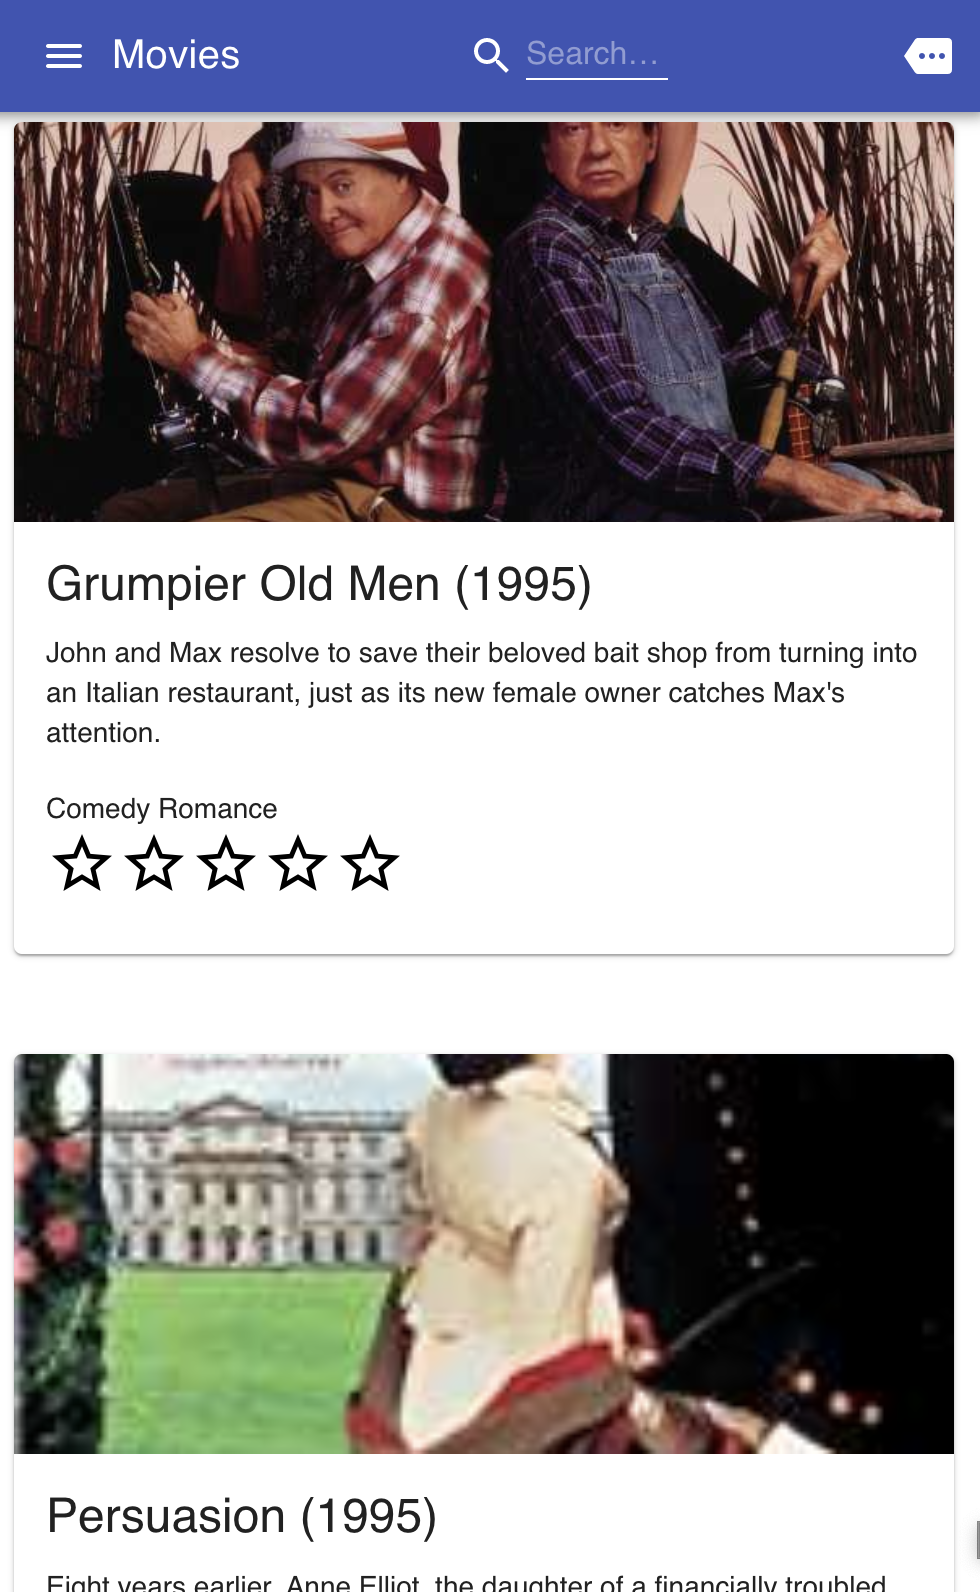 Movies
Search...
Grumpier Old Men (1995)
John and Max resolve to save their beloved bait shop from turning into
an Italian restaurant, just as its new female owner catches Max's
attention.
Comedy Romance
Persuasion (1995)
Eight years earlier, Anne Elliot, the daughter of a financially troubled